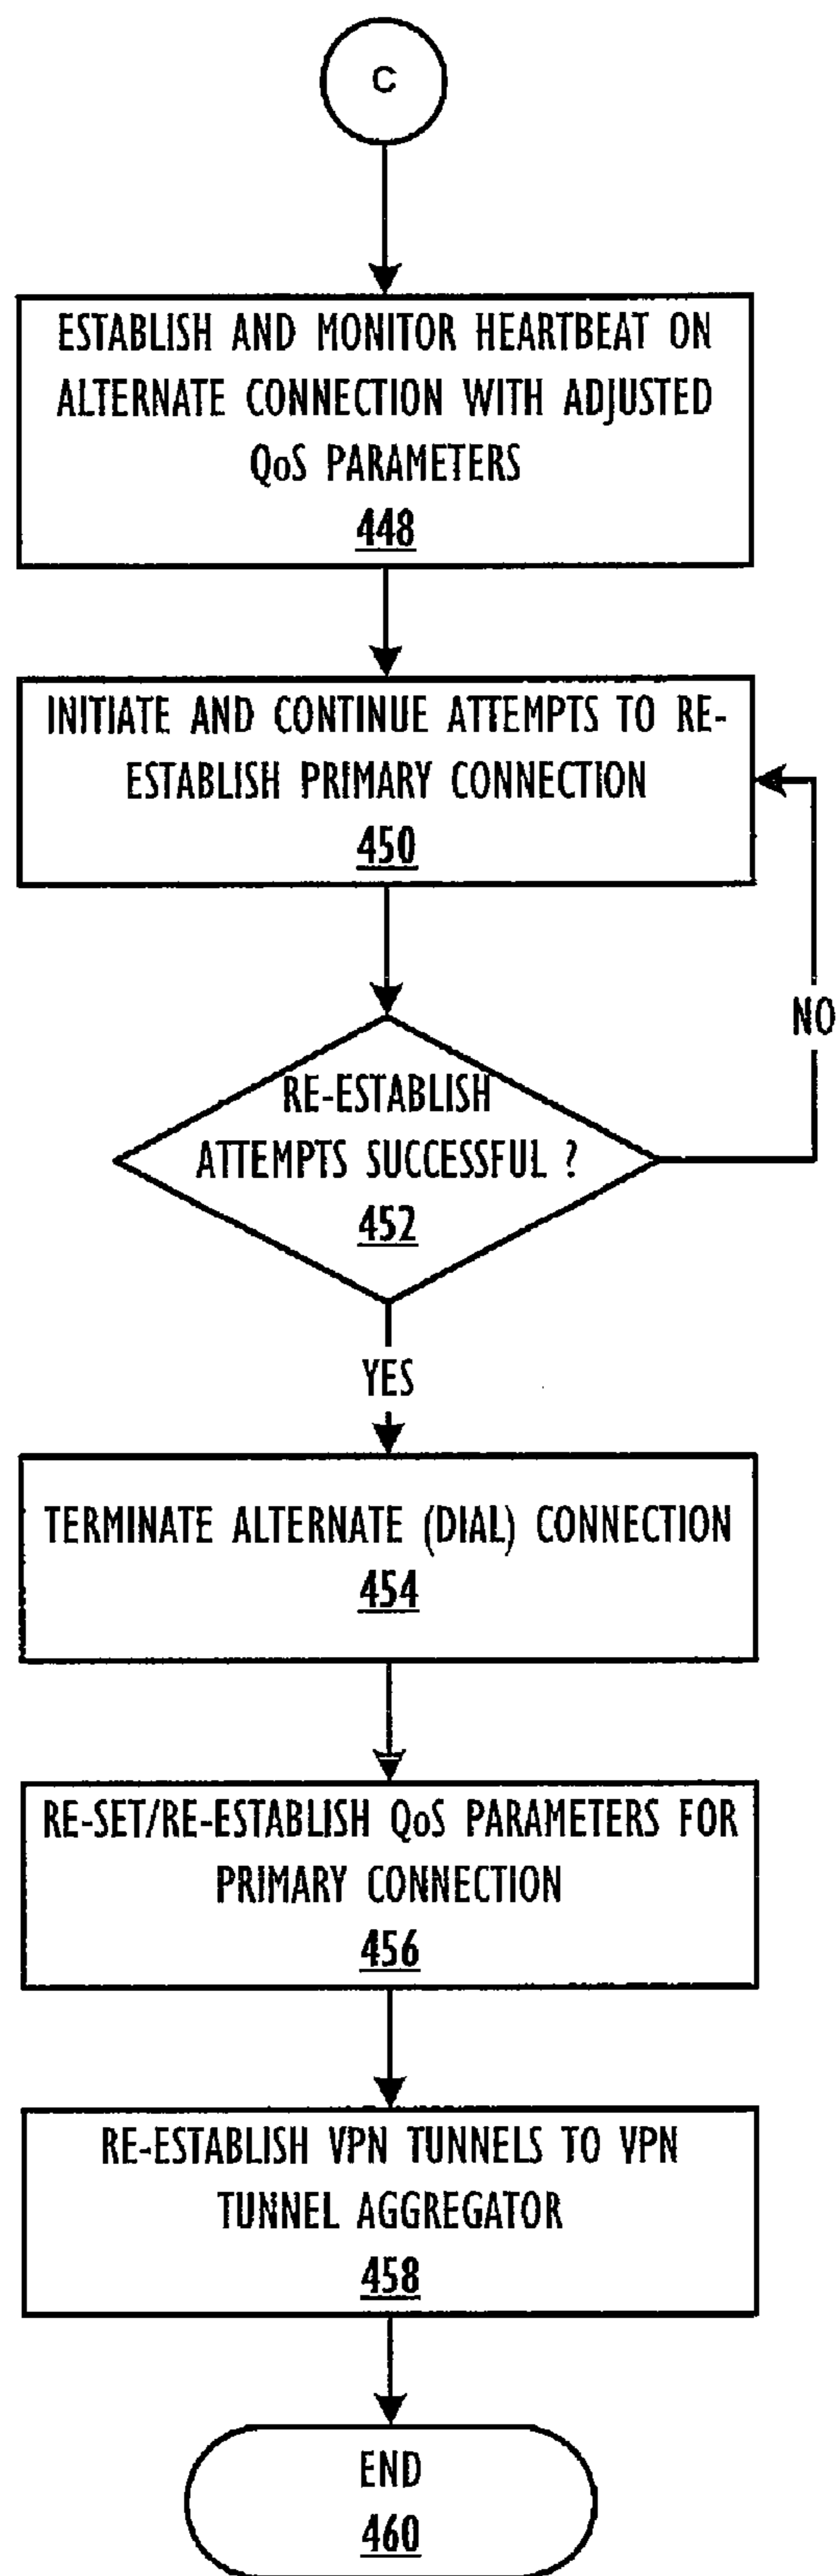 C
ESTABLISH AND MONITOR HEARTBEAT ON
ALTERNATE CONNECTION WITH ADJUSTED
QoS PARAMETERS
448
INITIATE AND CONTINUE ATTEMPTS TO RE-
ESTABLISH PRIMARY CONNECTION
450
NO
RE-ESTABLISH
ATTEMPTS SUCCESSFUL ?
452
YES
TERMINATE ALTERNATE (DIAL) CONNECTION
454
RE-SET/RE-ESTABLISH QoS PARAMETERS FOR
PRIMARY CONNECTION
456
RE-ESTABLISH VPN TUNNELS TO VPN
TUNNEL AGGREGATOR
458
END
460